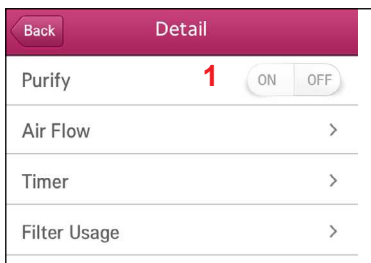 Back Detail
Purify 1 ON OFF
Air Flow >
Timer >
Filter Usage >